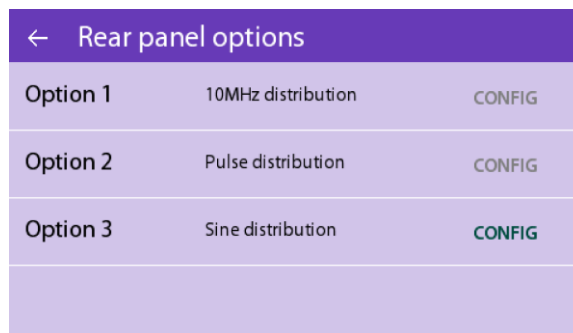 ← Rear panel options
Option 1 10MHz distribution CONFIG
Option 2 Pulse distribution CONFIG
Option 3 Sine distribution CONFIG